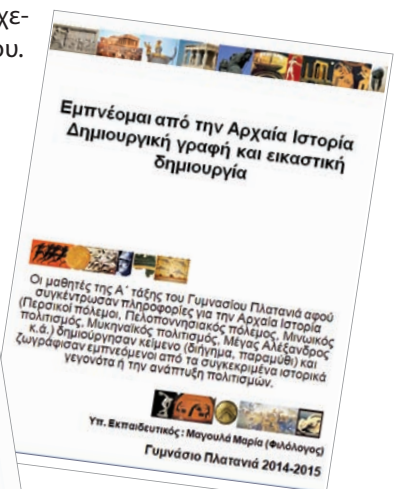 χε-
ου.
Εμπνέομαι από την Αρχαία Ιστορία
Δημιουργική γραφή και εικαστική
δημιουργία
Οι μαθητές της Α΄ τάξης του Γυμνασίου Πλατανιά αφού
συγκέντρωσαν πληροφορίες για την Αρχαία Ιστορία
(Περσικοί πόλεμοι, Πελοποννησιακός πόλεμος, Μινωικός
πολιτισμός, Μυκηναϊκός πολιτισμός, Μέγας Αλέξανδρος
κ.ά.) δημιούργησαν κείμενο (διήγημα, παραμύθι) και
ζωγράφισαν εμπνεόμενοι από τα συγκεκριμένα ιστορικά
γεγονότα ή την ανάπτυξη πολιτισμών.
Υπ. Εκπαιδευτικός : Μαγουλά Μαρία (Φιλόλογος)
Γυμνάσιο Πλατανιά 2014-2015